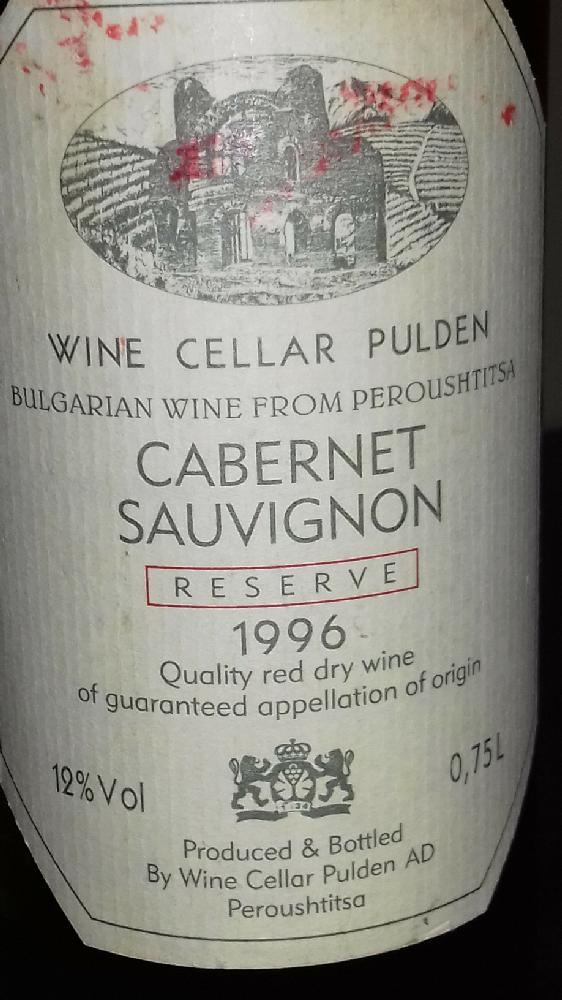 WINE CELLAR PULDEN
BULGARIAN WINE FROM PEROUSHTITSA
CABERNET
SAUVIGNON
RESERVE
1996
Quality red dry wine
of guaranteed appellation of origin
12%Vol
0,75L
Produced & Bottled
By Wine Cellar Pulden AD
Peroushtitsa